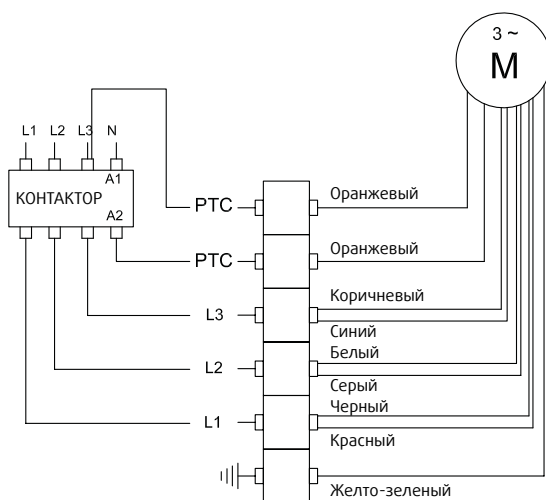 3 ~
M
L1 L2 L3 N
A1
КОНТАКТОР
A2
PTC Оранжевый
PTC Оранжевый
Коричневый
L3
Синий
Белый
L2
Серый
Черный
L1
Красный
Желто-зеленый